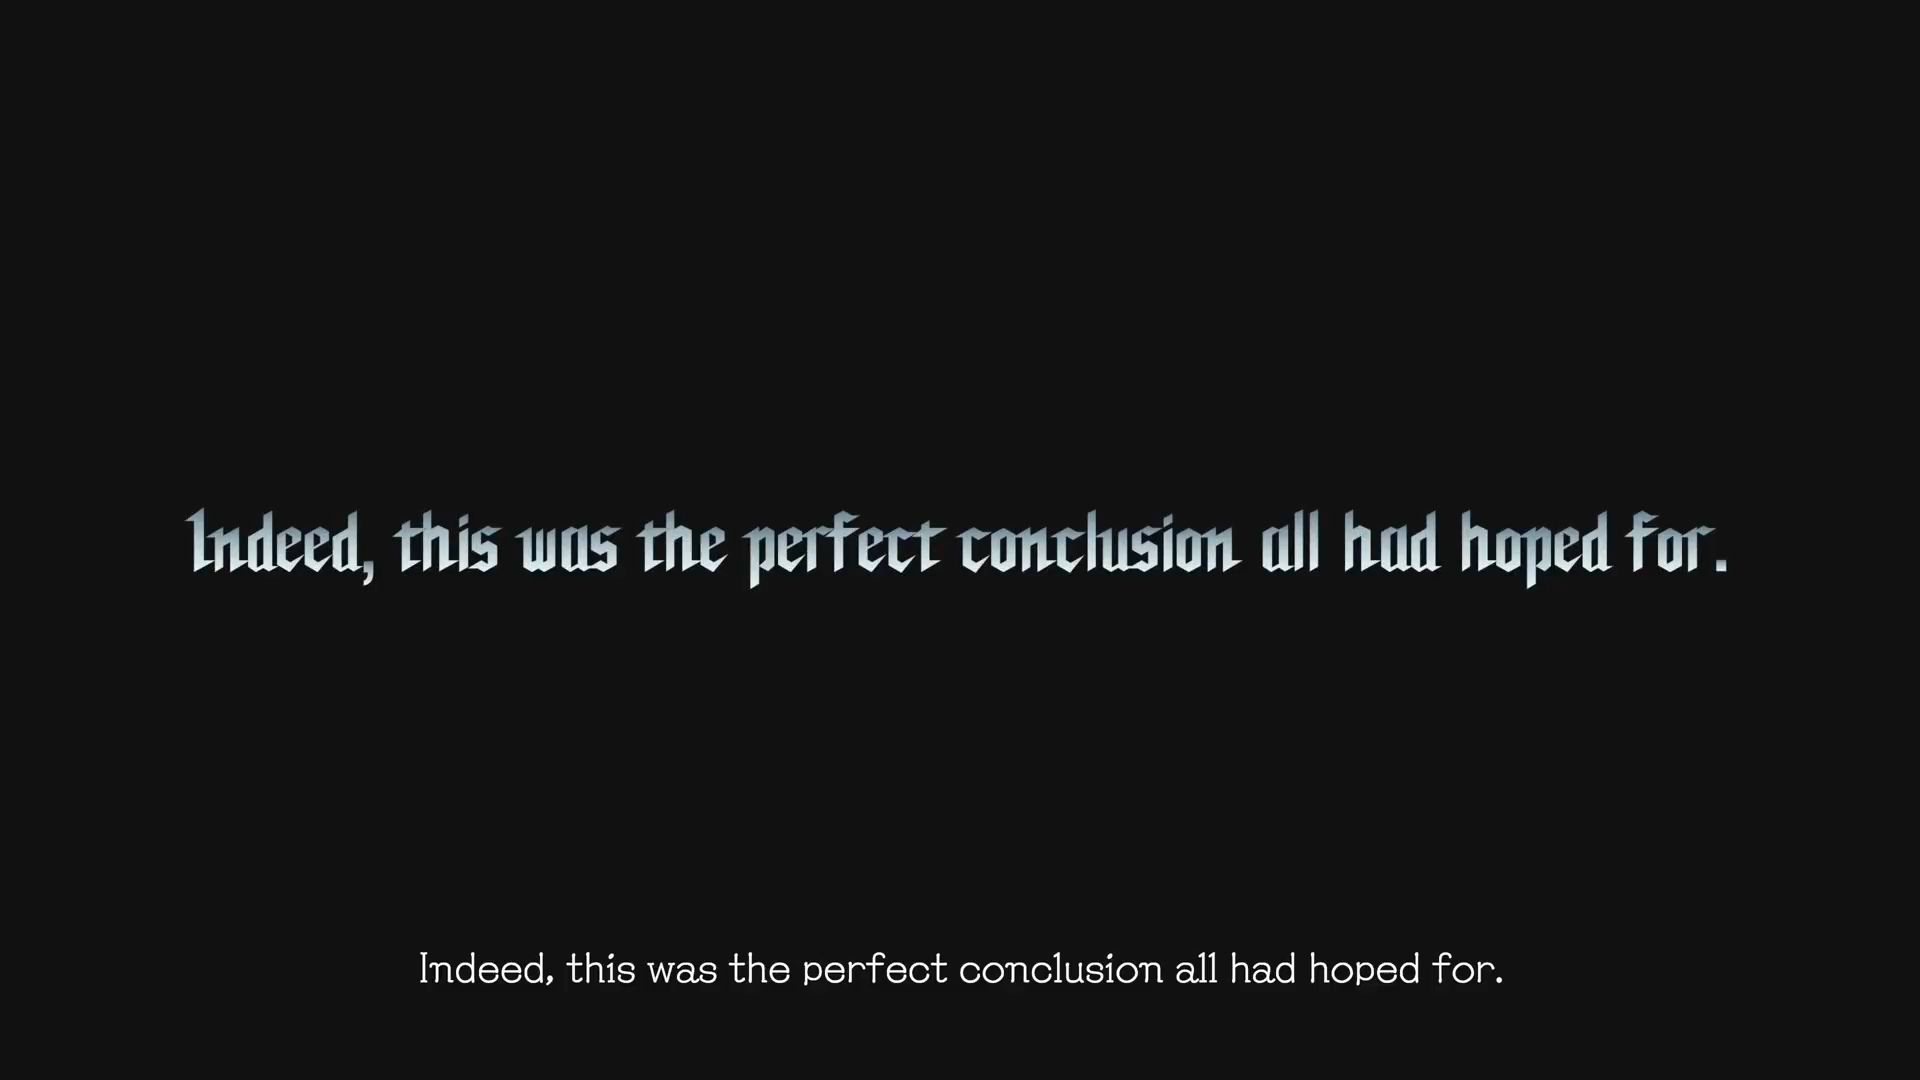 Indeed, this was the perfect conclusion all had hoped for.
Indeed, this was the perfect conclusion all had hoped for.